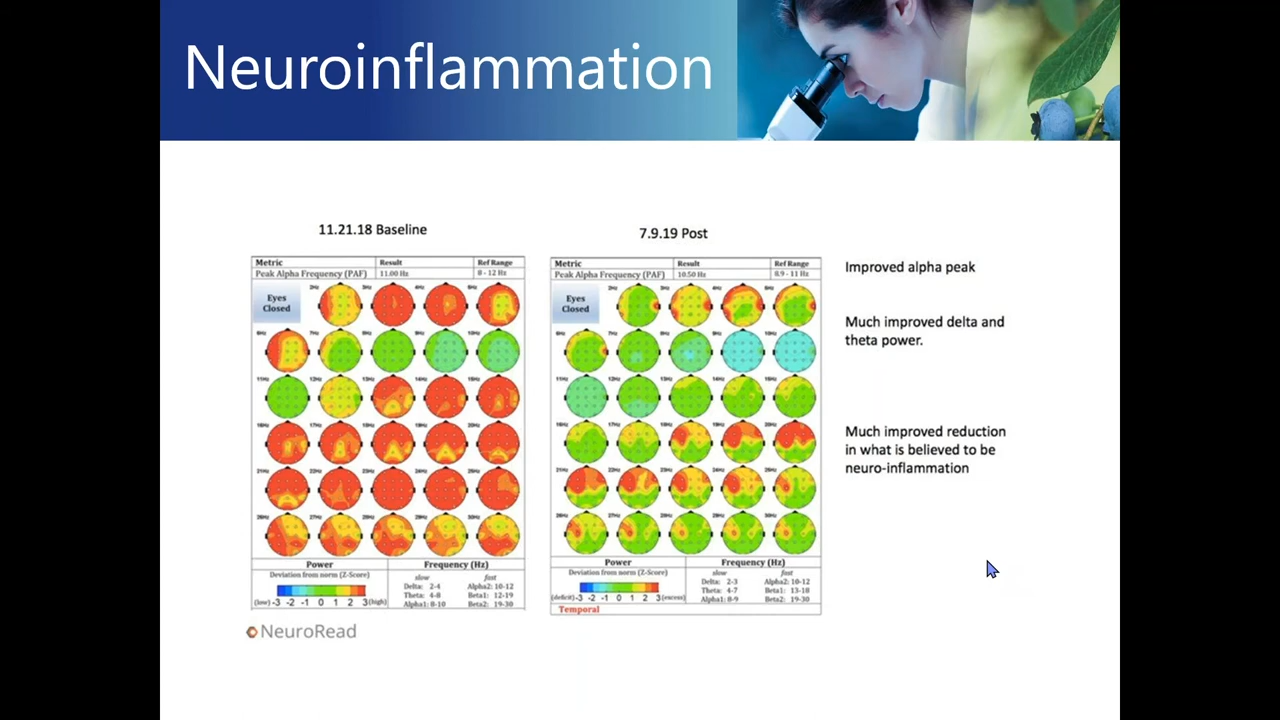 Neuroinflammation
11.21.18 Baseline
7.9.19 Post
Metric Result Ref Range
Peak Alpha Frequency (PAF) 11.00 Hz 8 - 12 Hz
Eyes
Closed
Power Frequency (Hz)
Deviation from norm (Z-Score) slow fast
Delta: 2-4 Alpha2: 10-12
Theta: 4-8 Beta1: 12-19
(low) -3 -2 -1 0 1 2 3 (high) Alpha1: 8-10 Beta2: 19-30
NeuroRead
Metric Result Ref Range
Peak Alpha Frequency (PAF) 10.50 Hz 8.9 - 11 Hz
Eyes
Closed
Power Frequency (Hz)
Deviation from norm (Z-Score) slow fast
Delta: 2-3 Alpha2: 10-12
Theta: 4-7 Beta1: 13-18
(deficit) -3 -2 -1 0 1 2 3 (excess) Alpha1: 8-9 Beta2: 19-30
Temporal
Improved alpha peak
Much improved delta and
theta power.
Much improved reduction
in what is believed to be
neuro-inflammation